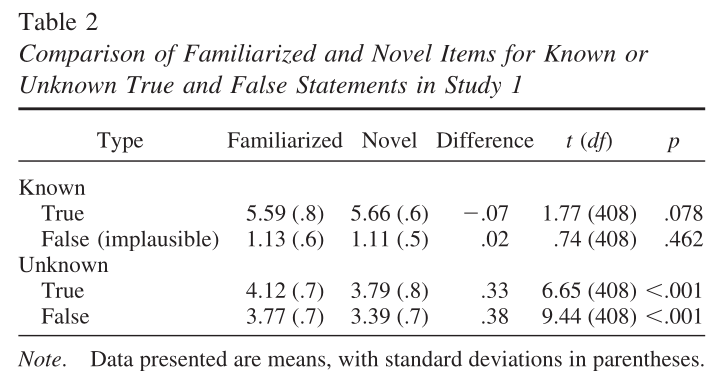 Table 2
Comparison of Familiarized and Novel Items for Known or
Unknown True and False Statements in Study 1
Type Familiarized Novel Difference t (df) p
Known
True 5.59 (.8) 5.66 (.6) −.07 1.77 (408) .078
False (implausible) 1.13 (.6) 1.11 (.5) .02 .74 (408) .462
Unknown
True 4.12 (.7) 3.79 (.8) .33 6.65 (408) <.001
False 3.77 (.7) 3.39 (.7) .38 9.44 (408) <.001
Note. Data presented are means, with standard deviations in parentheses.